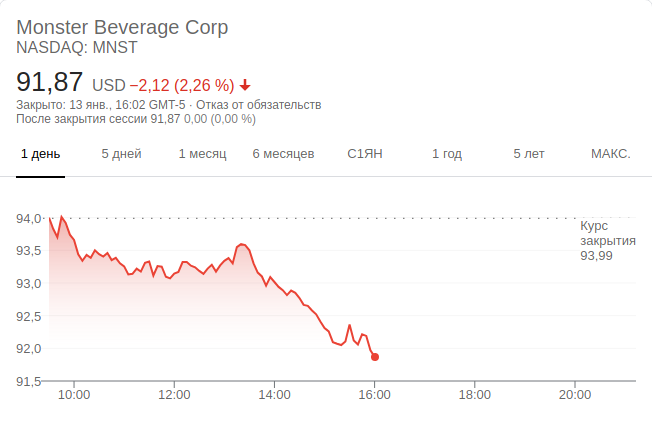 Monster Beverage Corp
NASDAQ: MNST
91,87 USD −2,12 (2,26 %)
Закрыто: 13 янв., 16:02 GMT-5 · Отказ от обязательств
После закрытия сессии 91,87 0,00 (0,00 %)
1 день 5 дней 1 месяц 6 месяцев С1ЯН 1 год 5 лет МАКС.
94,0
Курс
закрытия
93,5
93,99
93,0
92,5
92,0
91,5
10:00 12:00 14:00 16:00 18:00 20:00